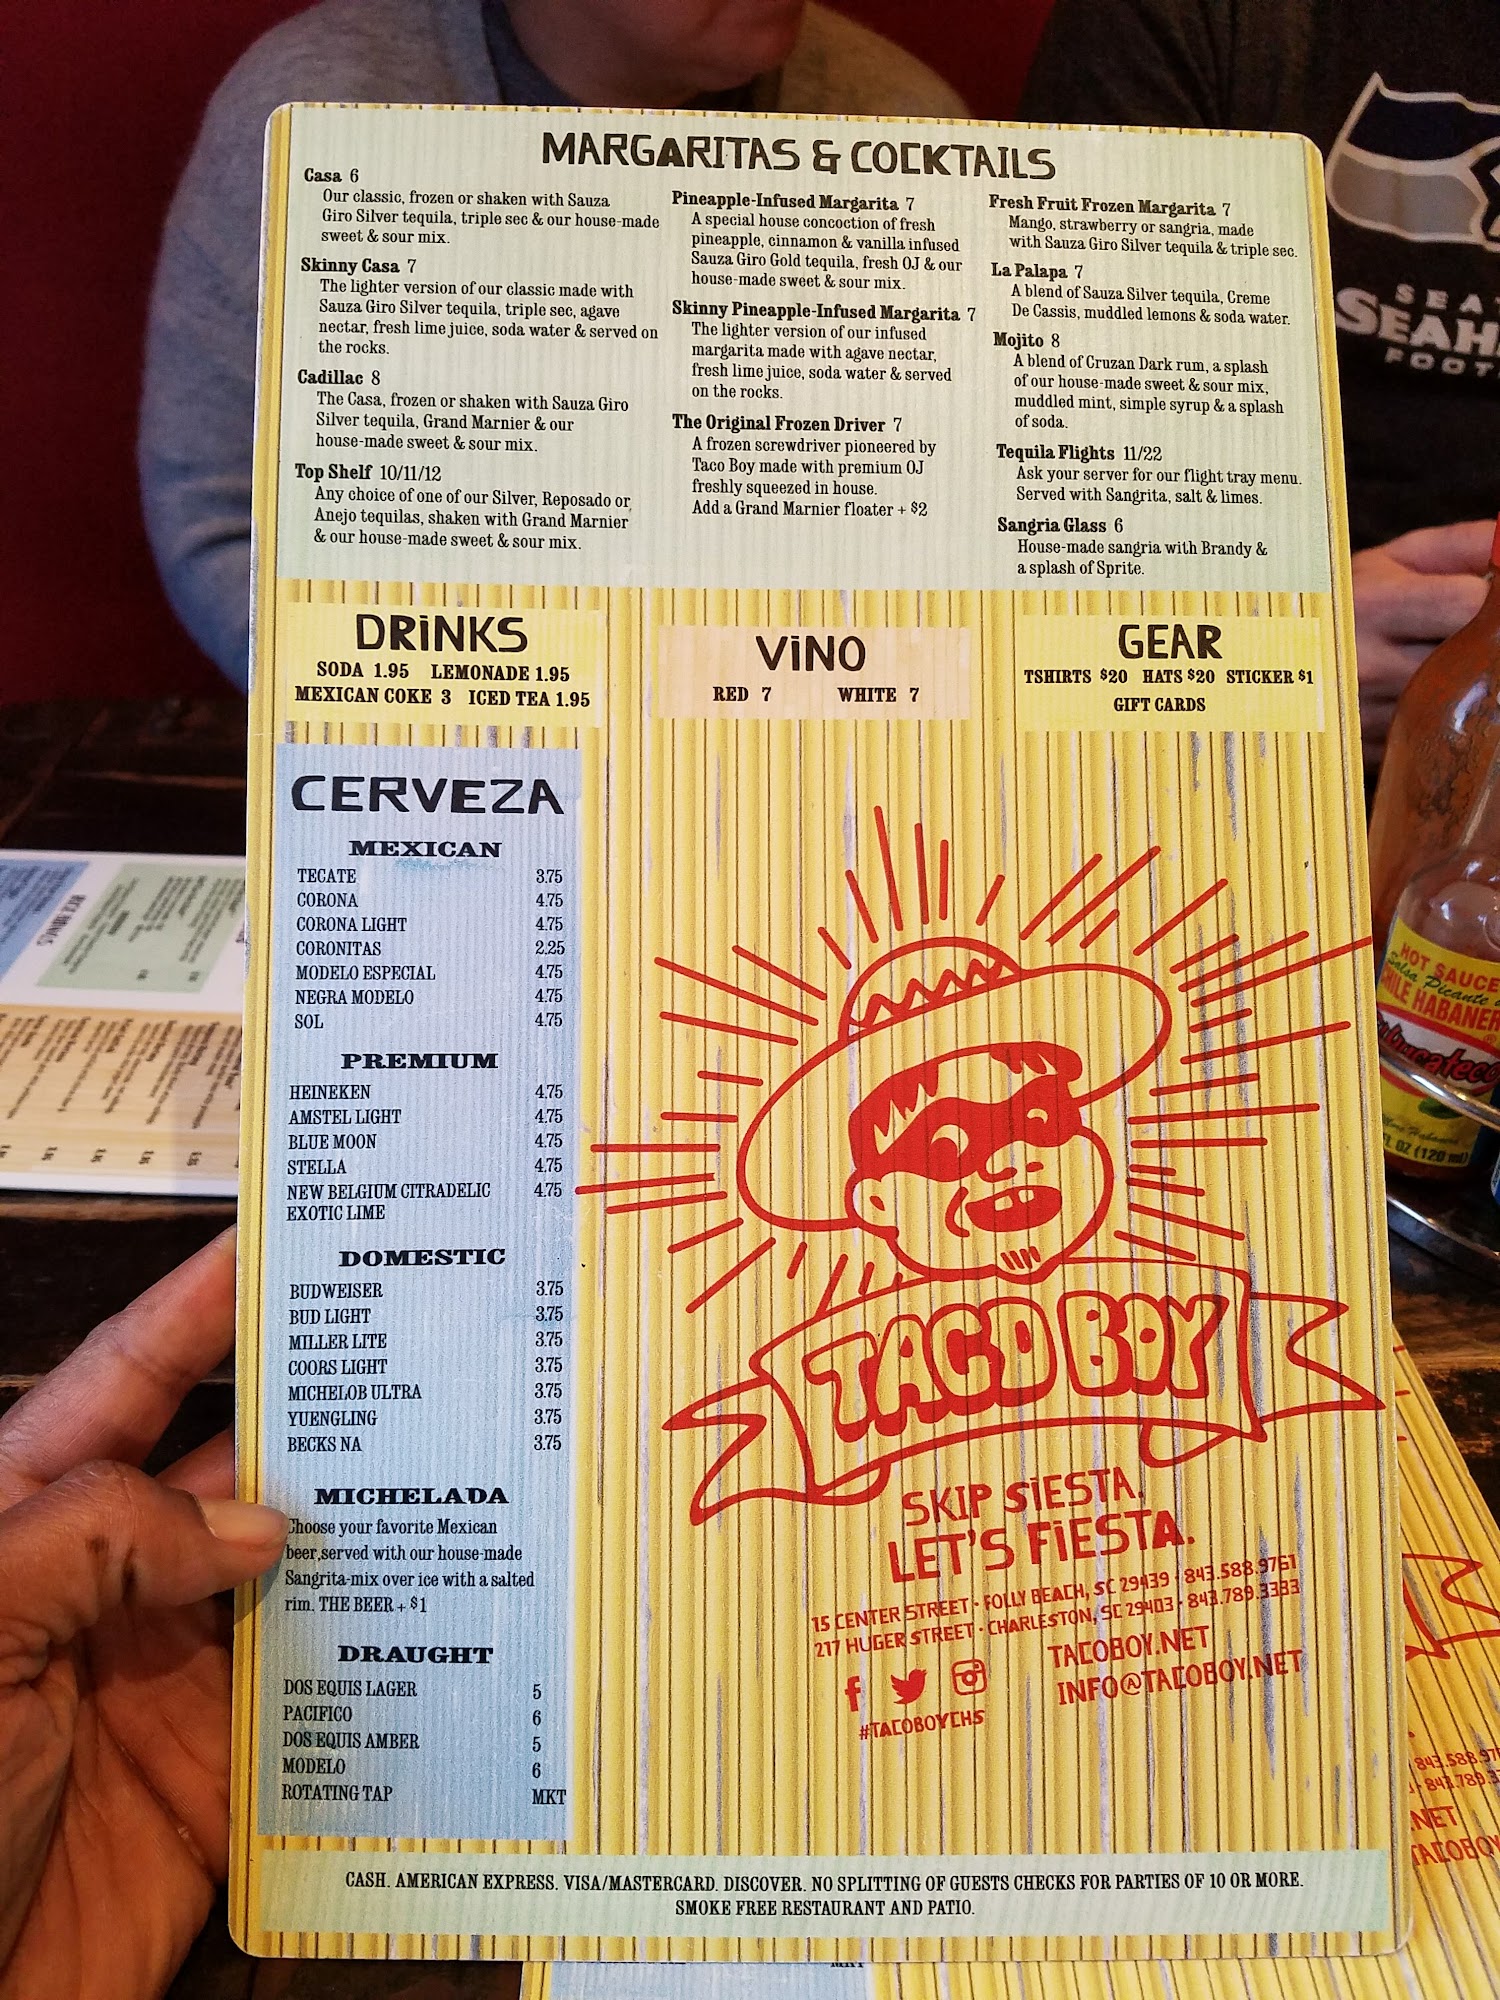 MARGARITAS & COCKTAILS
Casa 6
Our classic, frozen or shaken with Sauza
Giro Silver tequila, triple sec & our house-made
sweet & sour mix.
Skinny Casa 7
The lighter version of our classic made with
Sauza Giro Silver tequila, triple sec, agave
nectar, fresh lime juice, soda water & served on
the rocks.
Cadillac 8
The Casa, frozen or shaken with Sauza Giro
Silver tequila, Grand Marnier & our
house-made sweet & sour mix.
Top Shelf 10/11/12
Any choice of one of our Silver, Reposado or
Anejo tequilas, shaken with Grand Marnier
& our house-made sweet & sour mix.
Pineapple-Infused Margarita 7
A special house concoction of fresh
pineapple, cinnamon & vanilla infused
Sauza Giro Gold tequila, fresh OJ & our
house-made sweet & sour mix.
Skinny Pineapple-Infused Margarita 7
The lighter version of our infused
margarita made with agave nectar,
fresh lime juice, soda water & served
on the rocks.
The Original Frozen Driver 7
A frozen screwdriver pioneered by
Taco Boy made with premium OJ
freshly squeezed in house.
Add a Grand Marnier floater + $2
Fresh Fruit Frozen Margarita 7
Mango, strawberry or sangria, made
with Sauza Giro Silver tequila & triple sec.
La Palapa 7
A blend of Sauza Silver tequila, Creme
De Cassis, muddled lemons & soda water.
Mojito 8
A blend of Cruzan Dark rum, a splash
of our house-made sweet & sour mix,
muddled mint, simple syrup & a splash
of soda.
Tequila Flights 11/22
Ask your server for our flight tray menu.
Served with Sangrita, salt & limes.
Sangria Glass 6
House-made sangria with Brandy &
a splash of Sprite.
DRiNKS
SODA 1.95 LEMONADE 1.95
MEXICAN COKE 3 ICED TEA 1.95
ViNO
RED 7 WHITE 7
GEAR
TSHIRTS $20 HATS $20 STICKER $1
GIFT CARDS
CERVEZA
MEXICAN
TECATE 3.75
CORONA 4.75
CORONA LIGHT 4.75
CORONITAS 2.25
MODELO ESPECIAL 4.75
NEGRA MODELO 4.75
SOL 4.75
PREMIUM
HEINEKEN 4.75
AMSTEL LIGHT 4.75
BLUE MOON 4.75
STELLA 4.75
NEW BELGIUM CITRADELIC 4.75
EXOTIC LIME
DOMESTIC
BUDWEISER 3.75
BUD LIGHT 3.75
MILLER LITE 3.75
COORS LIGHT 3.75
MICHELOB ULTRA 3.75
YUENGLING 3.75
BECKS NA 3.75
MICHELADA
Choose your favorite Mexican
beer,served with our house-made
Sangrita-mix over ice with a salted
rim. THE BEER + $1
DRAUGHT
DOS EQUIS LAGER 5
PACIFICO 6
DOS EQUIS AMBER 5
MODELO 6
ROTATING TAP MKT
TACO BOY
SKIP SiESTA.
LET'S FiESTA.
15 CENTER STREET · FOLLY BEACH, SC 29439 · 843.588.9761
217 HUGER STREET · CHARLESTON, SC 29403 · 843.789.3333
TACOBOY.NET
INFO@TACOBOY.NET
#TACOBOYCHS
CASH. AMERICAN EXPRESS. VISA/MASTERCARD. DISCOVER. NO SPLITTING OF GUESTS CHECKS FOR PARTIES OF 10 OR MORE.
SMOKE FREE RESTAURANT AND PATIO.
HOT SAUCE
Salsa Picante